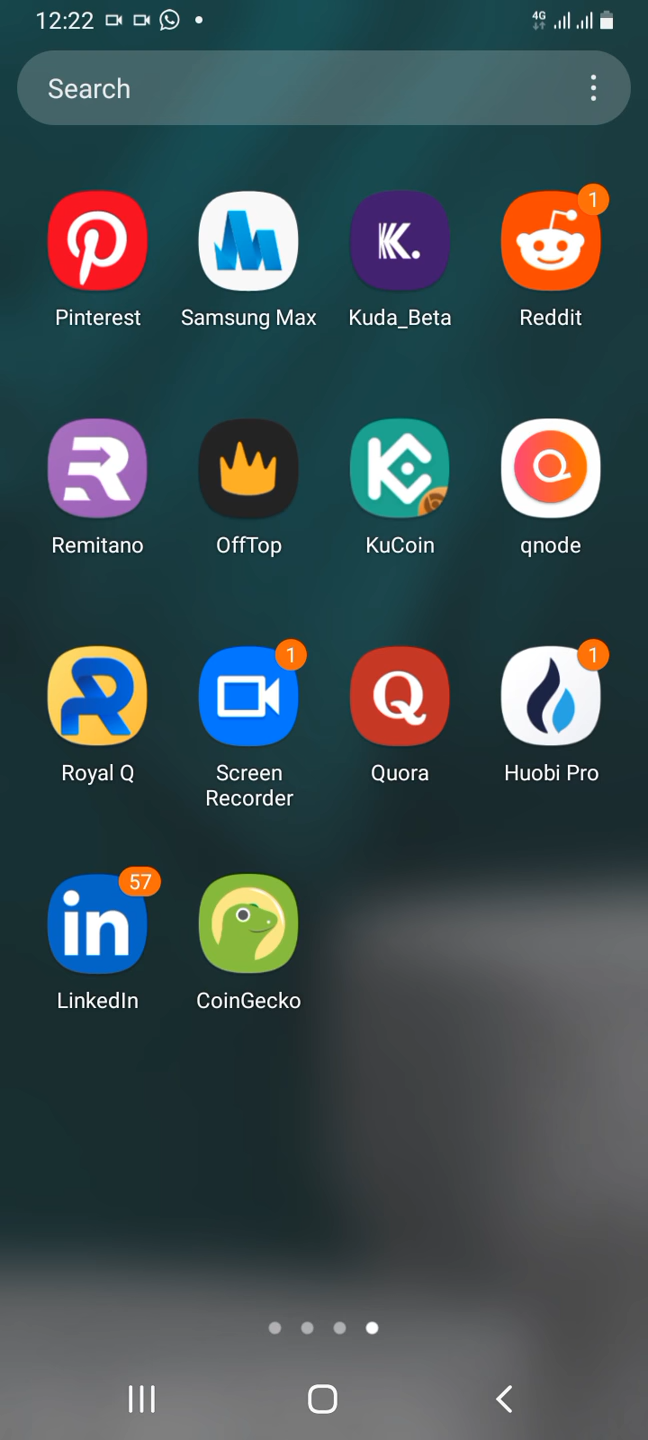 12:22
4G
Search
1
Pinterest Samsung Max Kuda_Beta Reddit
K.
Remitano OffTop KuCoin qnode
1
1
Royal Q Screen Recorder Quora Huobi Pro
57
in
LinkedIn CoinGecko